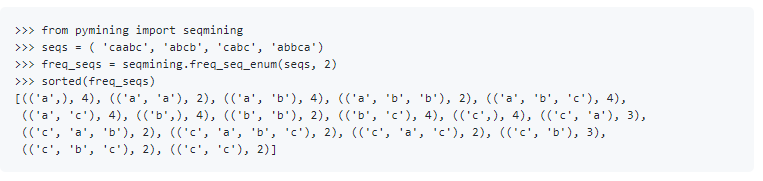 >>> from pymining import seqmining
>>> seqs = ( 'caabc', 'abcb', 'cabc', 'abbca')
>>> freq_seqs = seqmining.freq_seq_enum(seqs, 2)
>>> sorted(freq_seqs)
[(('a',), 4), (('a', 'a'), 2), (('a', 'b'), 4), (('a', 'b', 'b'), 2), (('a', 'b', 'c'), 4),
(('a', 'c'), 4), (('b',), 4), (('b', 'b'), 2), (('b', 'c'), 4), (('c',), 4), (('c', 'a'), 3),
(('c', 'a', 'b'), 2), (('c', 'a', 'b', 'c'), 2), (('c', 'a', 'c'), 2), (('c', 'b'), 3),
(('c', 'b', 'c'), 2), (('c', 'c'), 2)]